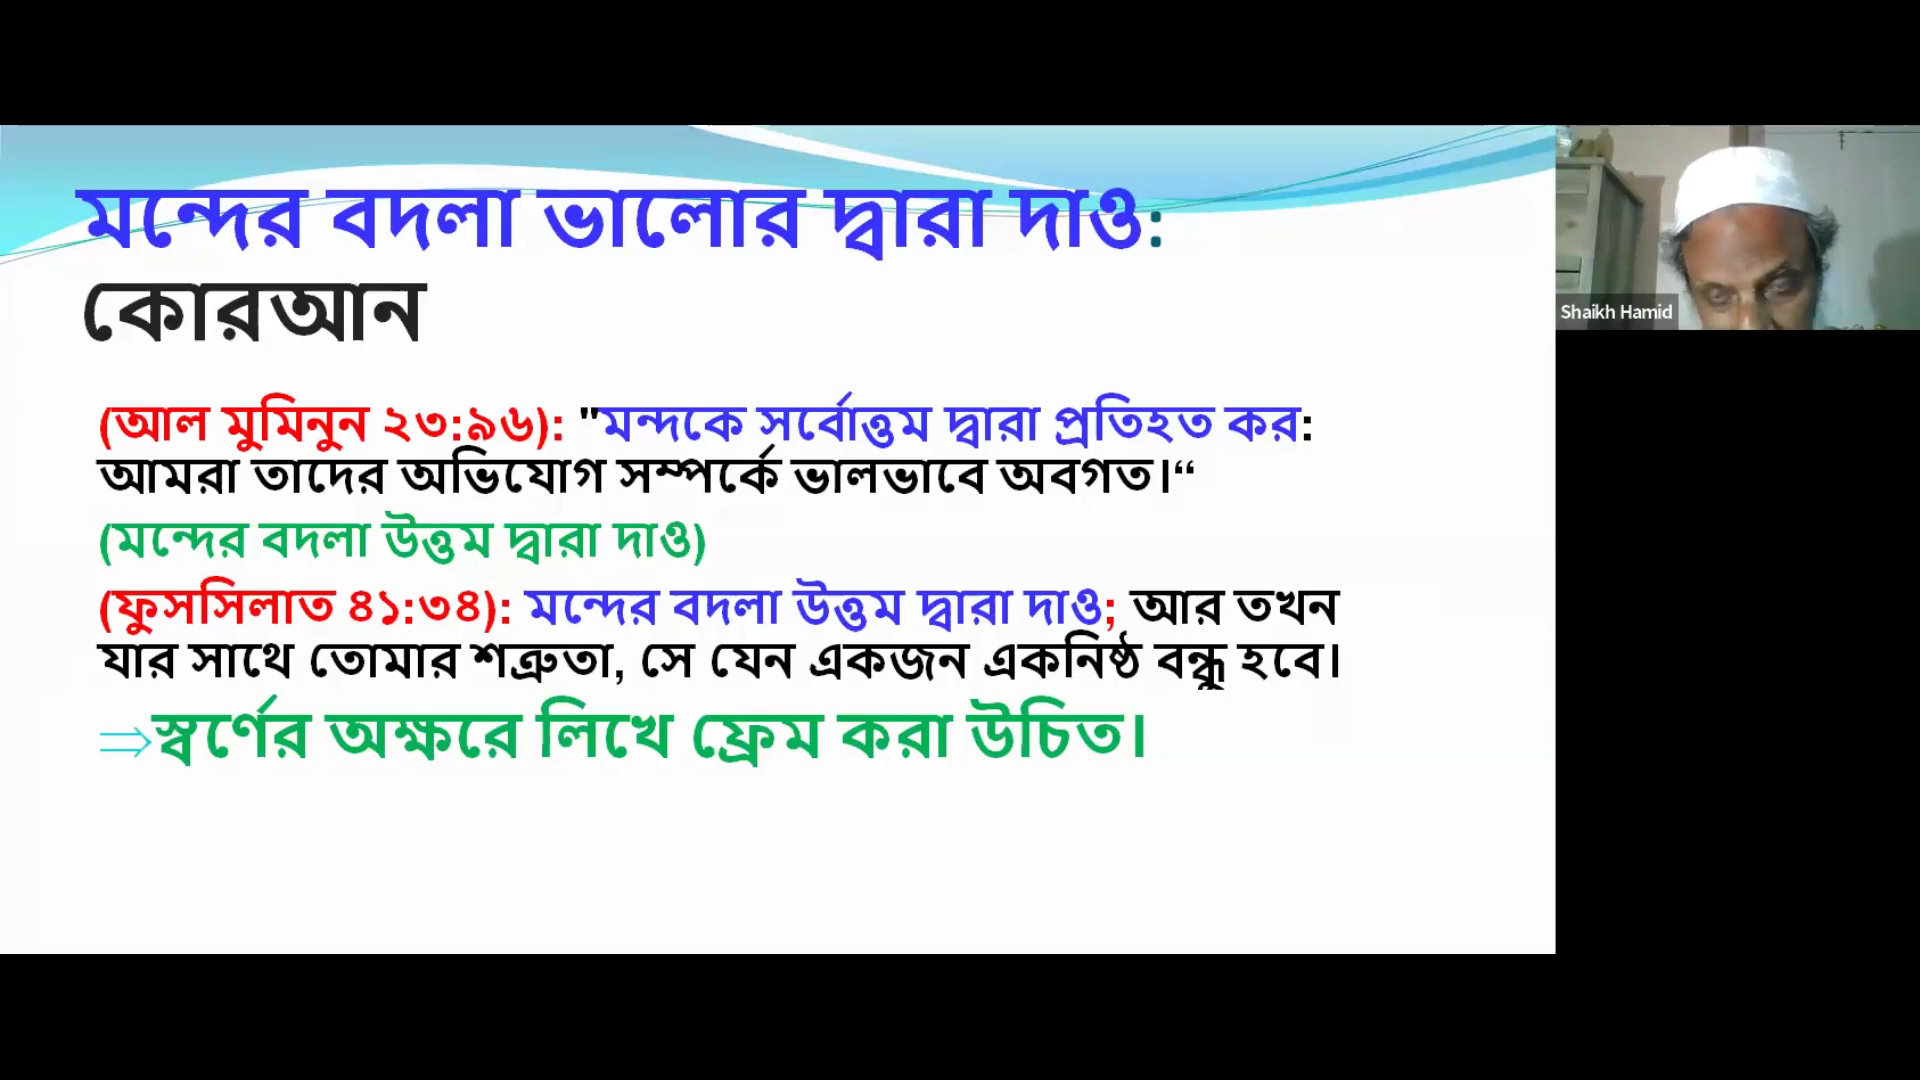 মন্দের বদলা ভালোর দ্বারা দাও:
কোরআন
(আল মুমিনুন ২৩:৯৬): "মন্দকে সর্বোত্তম দ্বারা প্রতিহত কর:
আমরা তাদের অভিযোগ সম্পর্কে ভালভাবে অবগত।“
(মন্দের বদলা উত্তম দ্বারা দাও)
(ফুসসিলাত ৪১:৩৪): মন্দের বদলা উত্তম দ্বারা দাও; আর তখন
যার সাথে তোমার শত্রুতা, সে যেন একজন একনিষ্ঠ বন্ধু হবে।
⇒স্বর্ণের অক্ষরে লিখে ফ্রেম করা উচিত।
Shaikh Hamid